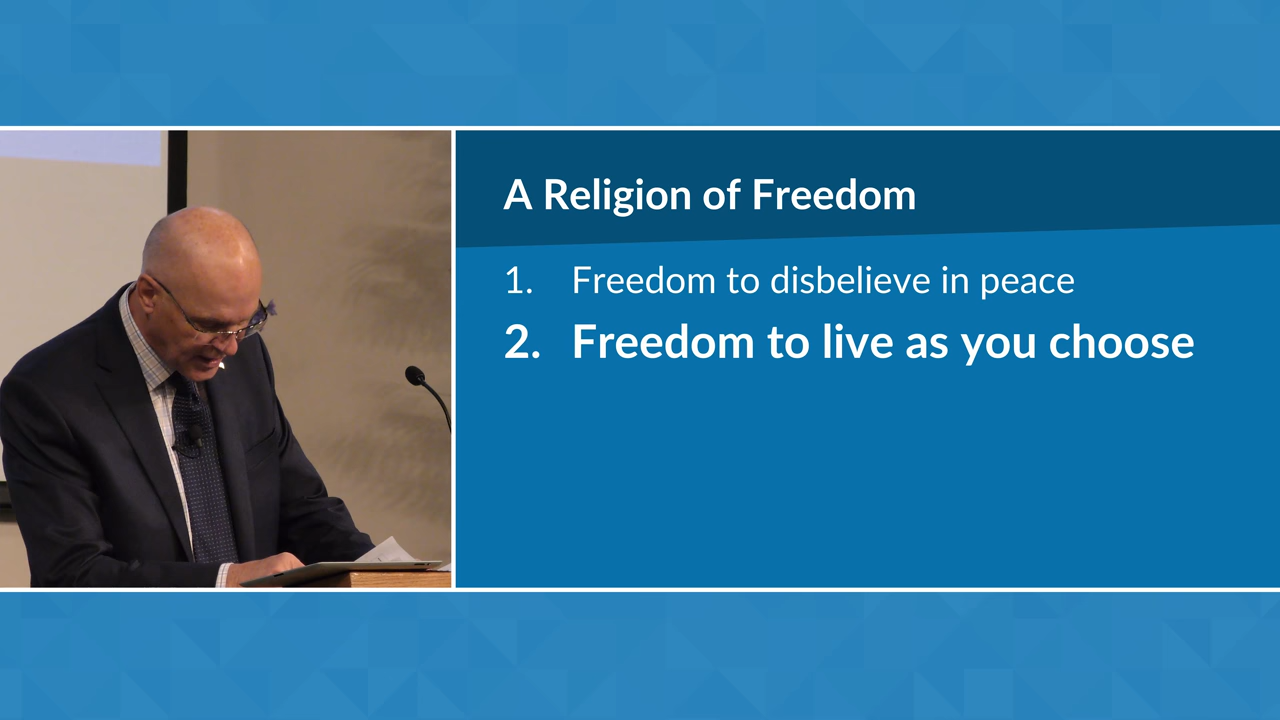 A Religion of Freedom
1. Freedom to disbelieve in peace
2. Freedom to live as you choose